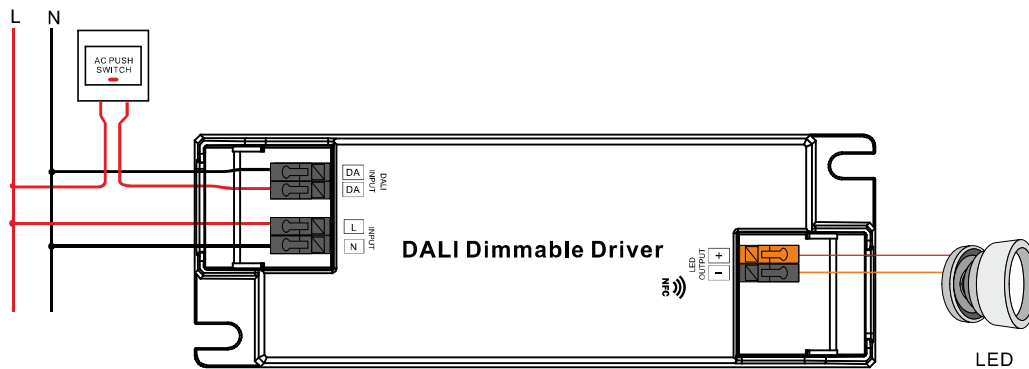 L
N
AC PUSH
SWITCH
DA
DA
DALI
INPUT
L
N
INPUT
DALI Dimmable Driver
NFC
LED
OUTPUT
+
−
LED